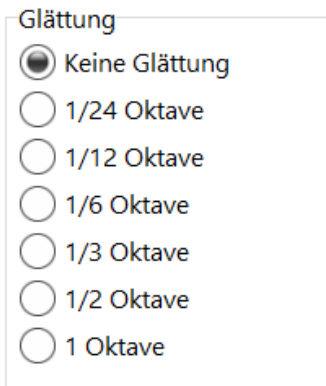 Glättung
Keine Glättung
1/24 Oktave
1/12 Oktave
1/6 Oktave
1/3 Oktave
1/2 Oktave
1 Oktave